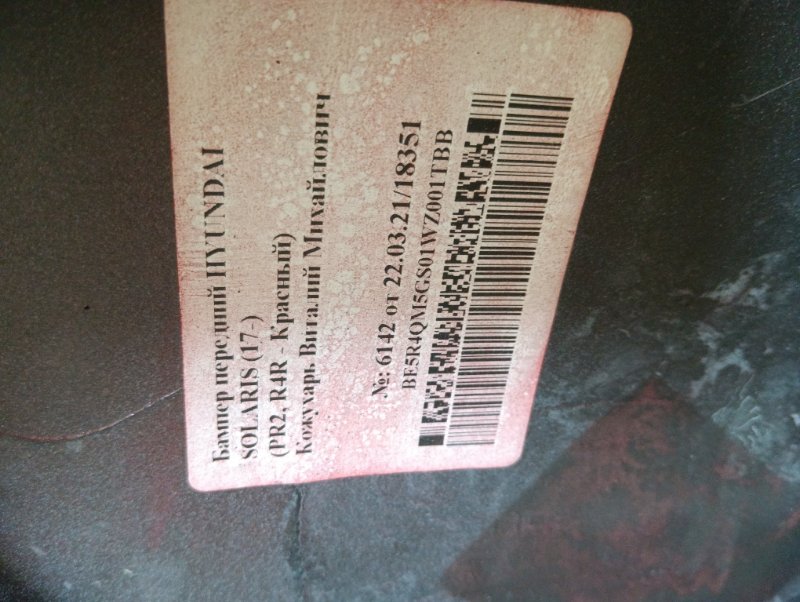 Бампер передний HYUNDAI
SOLARIS (17-)
(PR2, R4R - Красный)
Кожухарь Виталий Михайлович
№: 6142 от 22.03.21/18351
BE5R4QM5GS01WZ001TBB